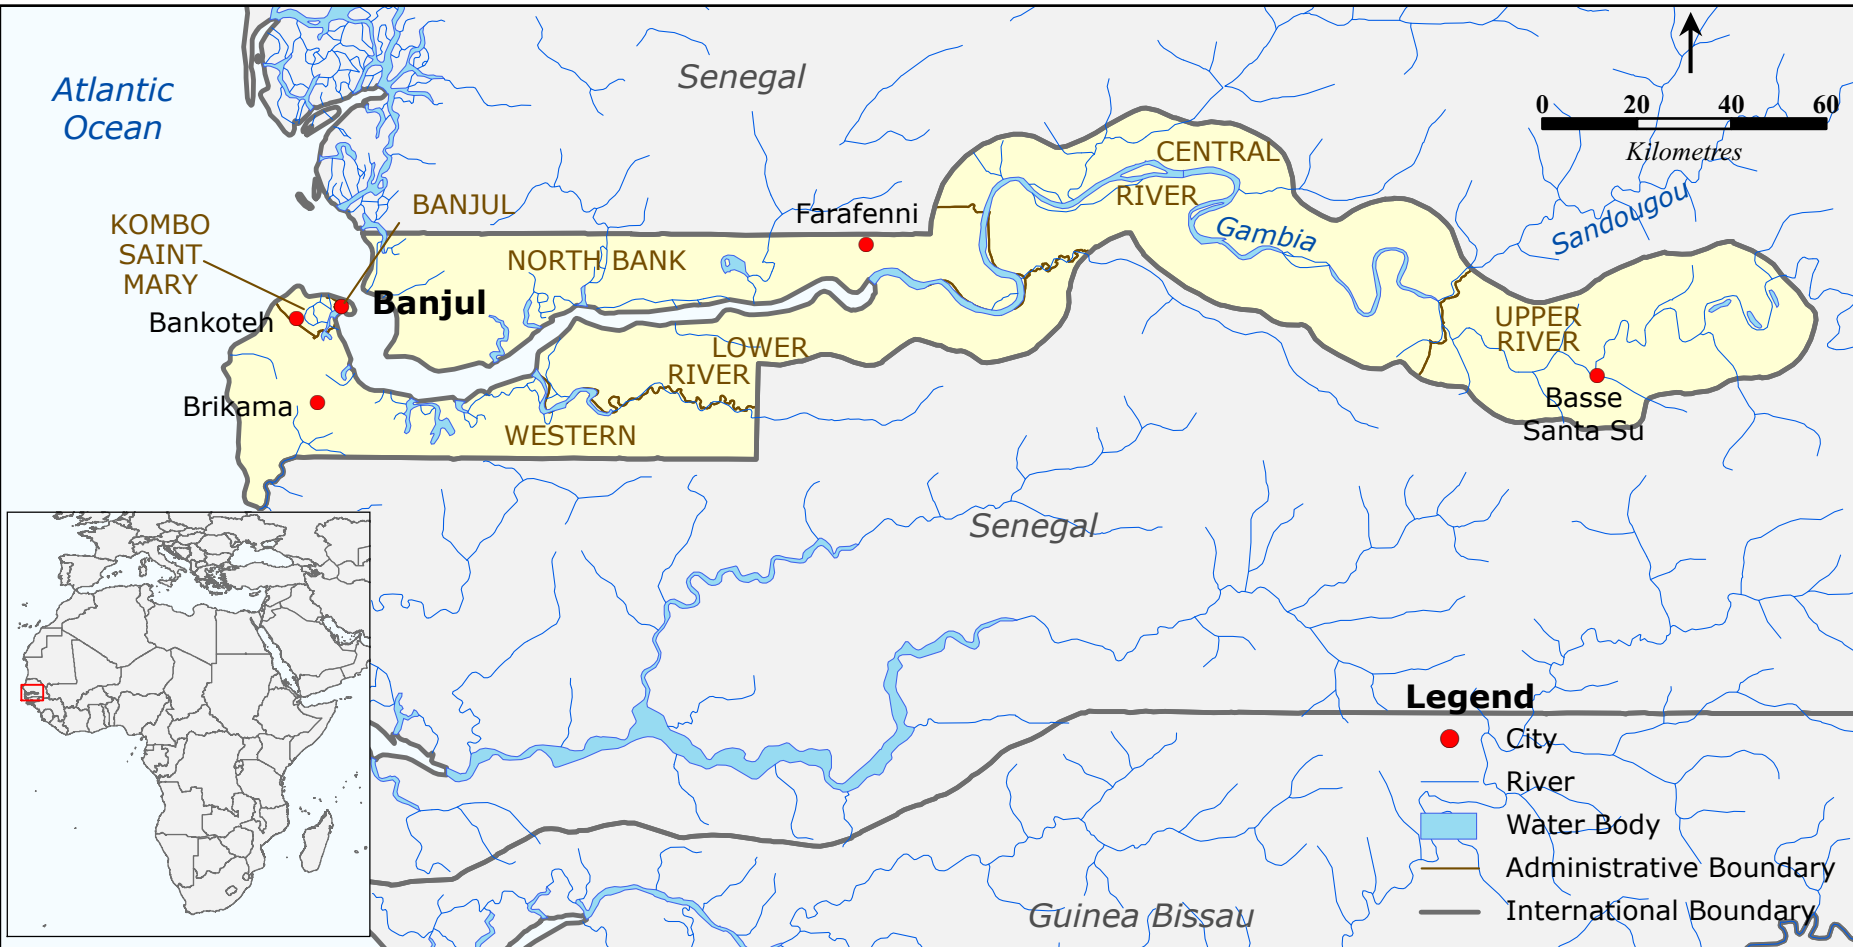 Senegal
Atlantic
Ocean
0 20 40 60
Kilometres
CENTRAL
RIVER
Sandougou
BANJUL
Farafenni
KOMBO
SAINT
MARY
Gambia
NORTH BANK
Banjul
Bankoteh
UPPER
RIVER
LOWER
RIVER
Brikama
Basse
Santa Su
WESTERN
Senegal
Legend
City
River
Water Body
Administrative Boundary
International Boundary
Guinea Bissau